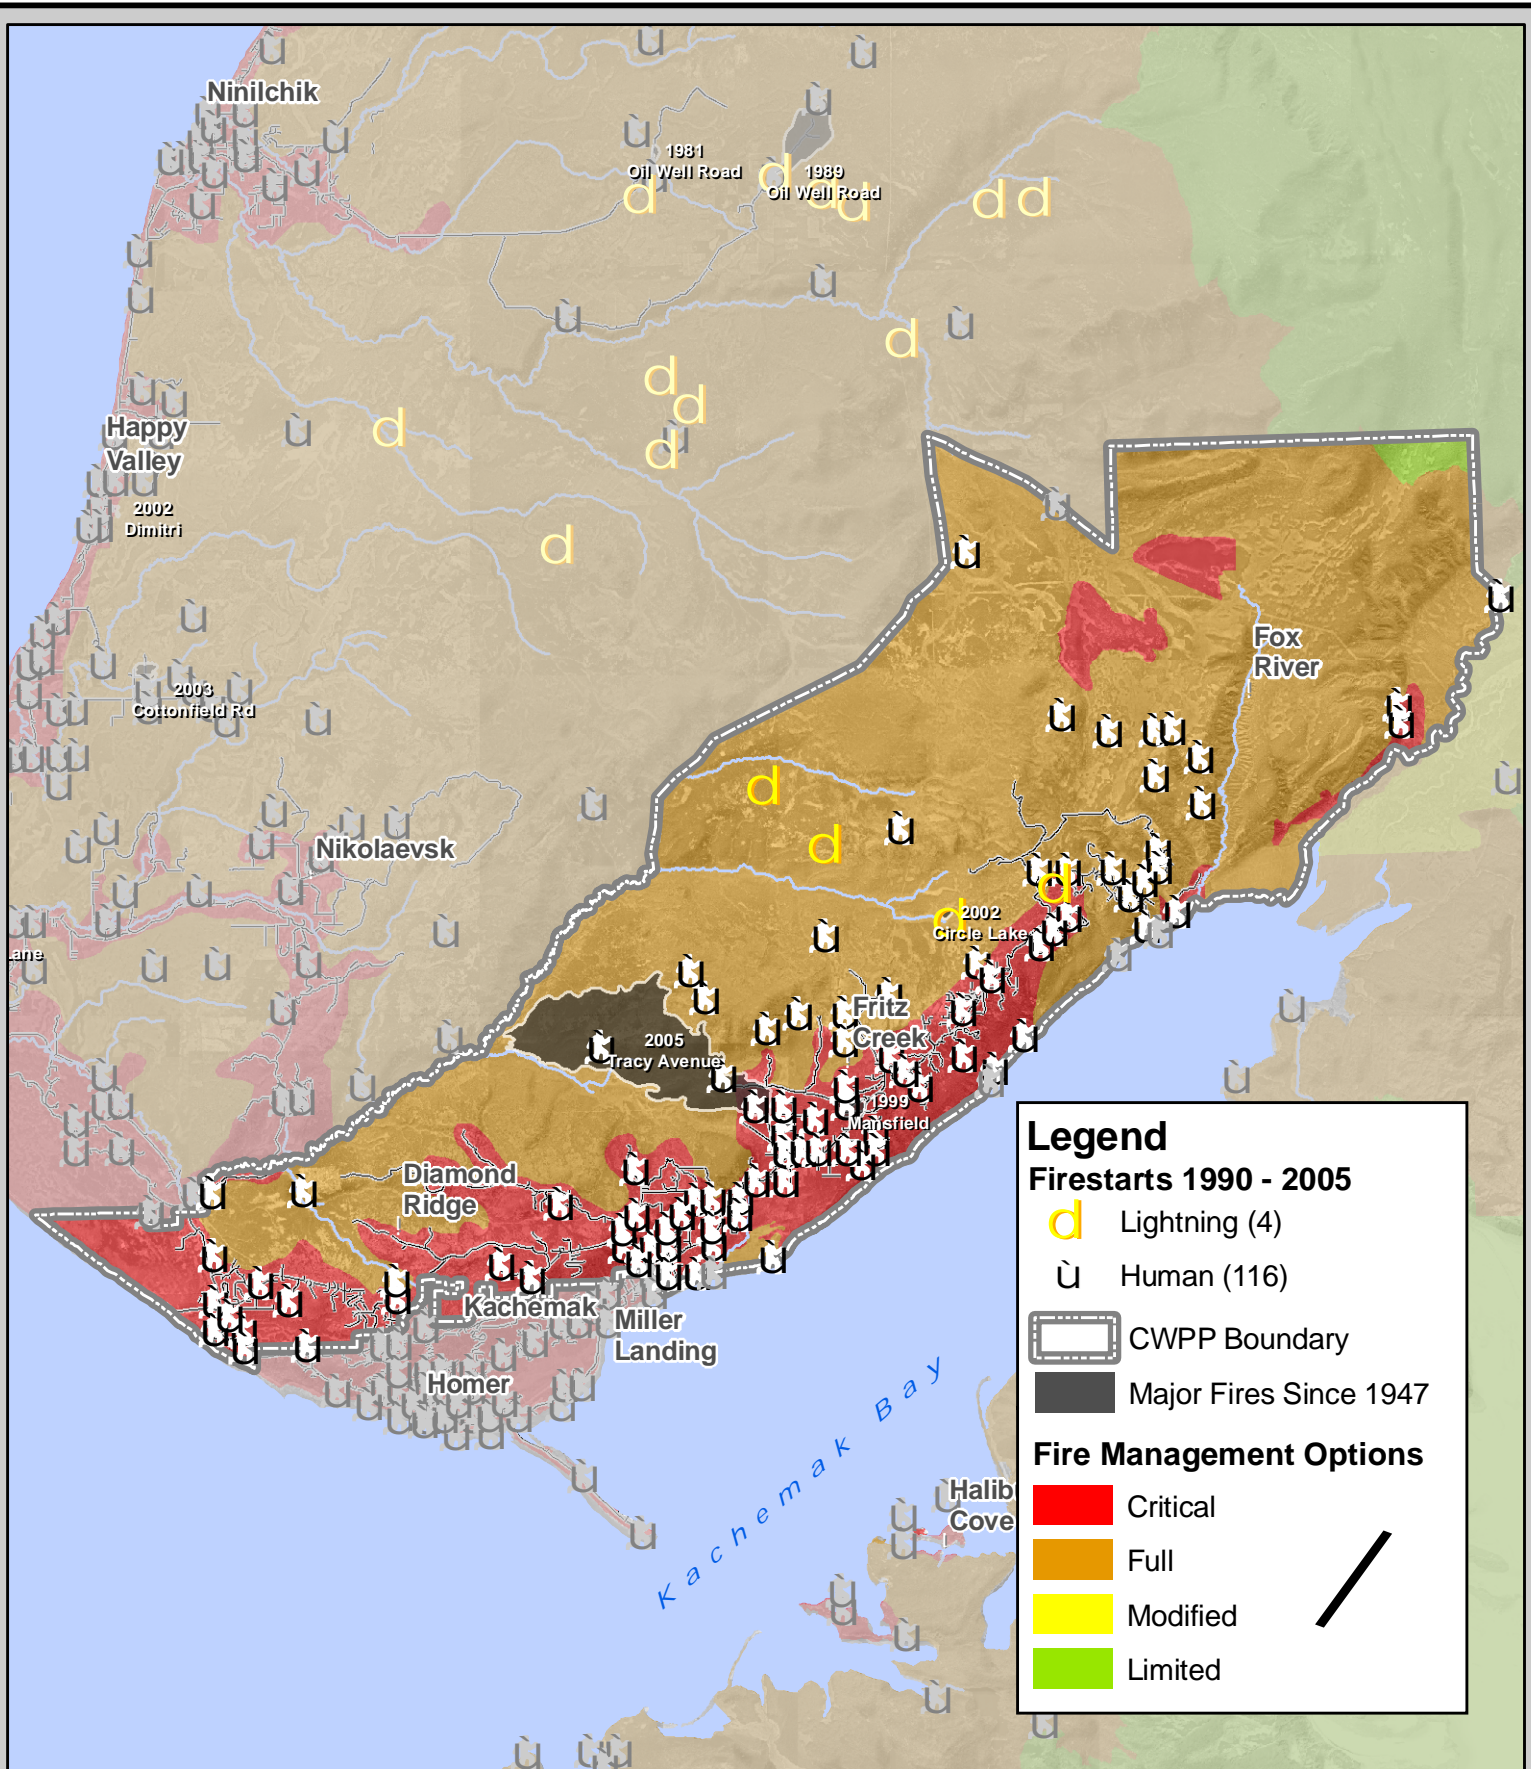 Ninilchik
1981
Oil Well Road
1989
Oil Well Road
Happy
Valley
2002
Dimitri
Fox
River
2003
Cottonfield Rd
Nikolaevsk
2002
Circle Lake
Lane
Fritz
Creek
2005
Tracy Avenue
1999
Mansfield
Diamond
Ridge
Kachemak
Miller
Landing
Homer
Kachemak Bay
Halib
Cove
Legend
Firestarts 1990 - 2005
d Lightning (4)
ù Human (116)
CWPP Boundary
Major Fires Since 1947
Fire Management Options
Critical
Full
Modified
Limited